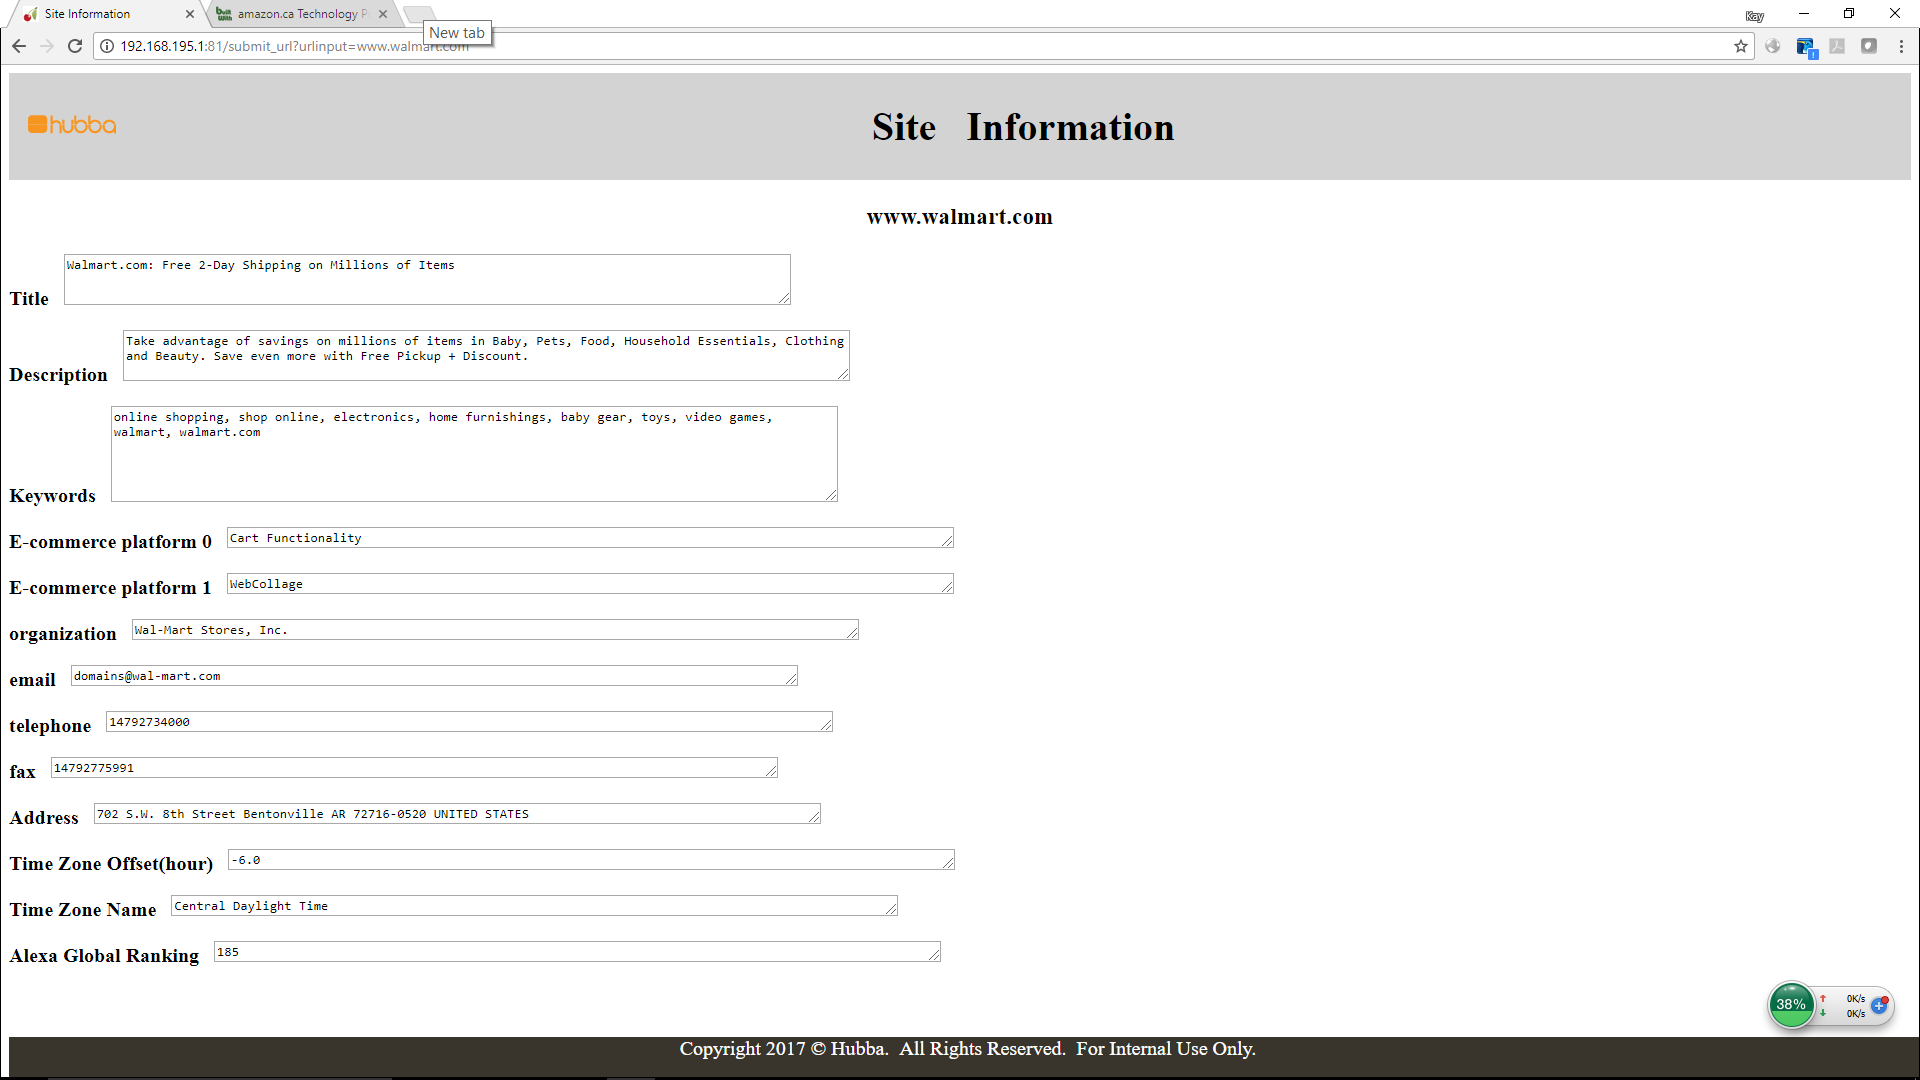 Site Information
amazon.ca Technology P
Kay
New tab
192.168.195.1:81/submit_url?urlinput=www.walmart.com
hubba
Site Information
www.walmart.com
Title
Walmart.com: Free 2-Day Shipping on Millions of Items
Description
Take advantage of savings on millions of items in Baby, Pets, Food, Household Essentials, Clothing
and Beauty. Save even more with Free Pickup + Discount.
Keywords
online shopping, shop online, electronics, home furnishings, baby gear, toys, video games,
walmart, walmart.com
E-commerce platform 0
Cart Functionality
E-commerce platform 1
WebCollage
organization
Wal-Mart Stores, Inc.
email
domains@wal-mart.com
telephone
14792734000
fax
14792775991
Address
702 S.W. 8th Street Bentonville AR 72716-0520 UNITED STATES
Time Zone Offset(hour)
-6.0
Time Zone Name
Central Daylight Time
Alexa Global Ranking
185
38%
0K/s
0K/s
Copyright 2017 © Hubba. All Rights Reserved. For Internal Use Only.